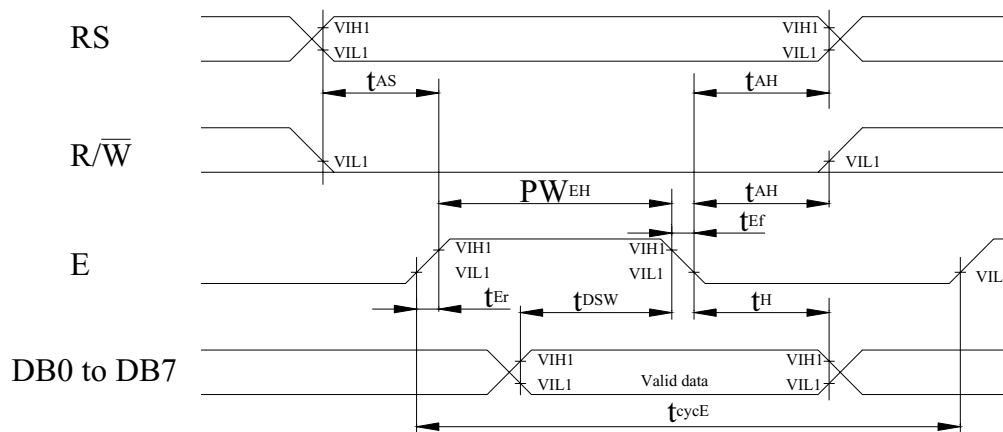 RS
VIH1 VIH1
VIL1 VIL1
tAS tAH
R/W̅ VIL1 VIL1
PWEH tAH
tEf
E VIH1 VIH1
VIL1 VIL1 VIL
tEr tDSW tH
DB0 to DB7 VIH1 VIH1
VIL1 Valid data VIL1
tcycE